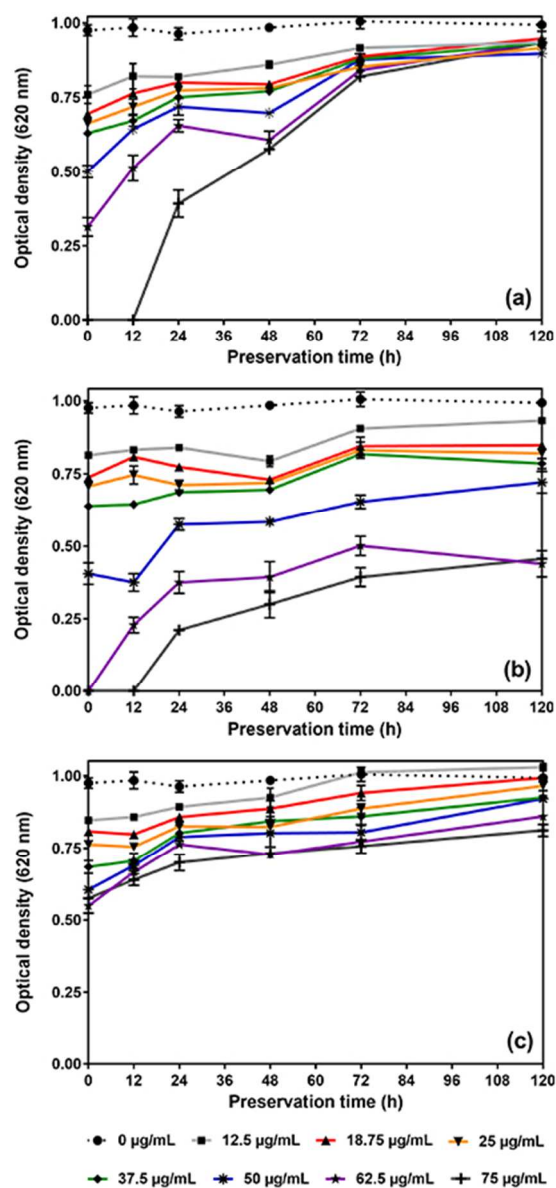 1.00
0.75
0.50
0.25
0.00
Optical density (620 nm)
(a)
0 12 24 36 48 60 72 84 96 108 120
Preservation time (h)
1.00
0.75
0.50
0.25
0.00
Optical density (620 nm)
(b)
0 12 24 36 48 60 72 84 96 108 120
Preservation time (h)
1.00
0.75
0.50
0.25
0.00
Optical density (620 nm)
(c)
0 12 24 36 48 60 72 84 96 108 120
Preservation time (h)
0 µg/mL 12.5 µg/mL 18.75 µg/mL 25 µg/mL
37.5 µg/mL 50 µg/mL 62.5 µg/mL 75 µg/mL